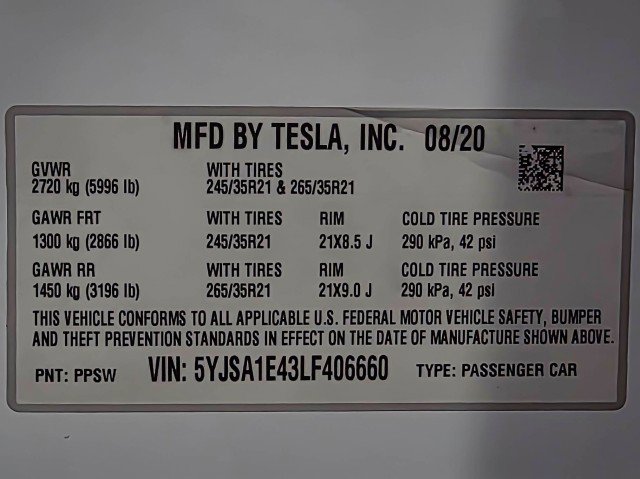 MFD BY TESLA, INC. 08/20
GVWR WITH TIRES
2720 kg (5996 lb) 245/35R21 & 265/35R21
GAWR FRT WITH TIRES RIM COLD TIRE PRESSURE
1300 kg (2866 lb) 245/35R21 21X8.5 J 290 kPa, 42 psi
GAWR RR WITH TIRES RIM COLD TIRE PRESSURE
1450 kg (3196 lb) 265/35R21 21X9.0 J 290 kPa, 42 psi
THIS VEHICLE CONFORMS TO ALL APPLICABLE U.S. FEDERAL MOTOR VEHICLE SAFETY, BUMPER
AND THEFT PREVENTION STANDARDS IN EFFECT ON THE DATE OF MANUFACTURE SHOWN ABOVE.
PNT: PPSW VIN: 5YJSA1E43LF406660 TYPE: PASSENGER CAR